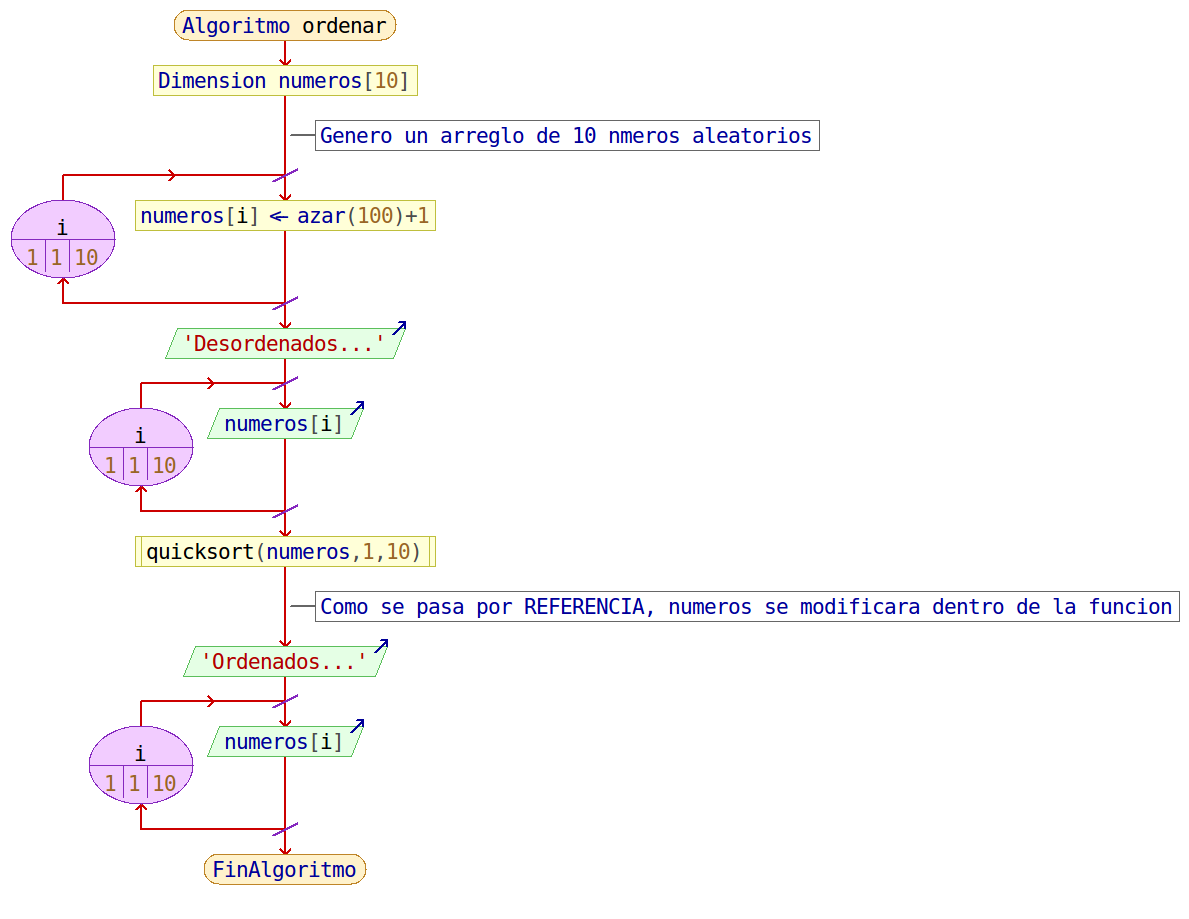 Algoritmo ordenar
Dimension numeros[10]
Genero un arreglo de 10 nmeros aleatorios
numeros[i] ← azar(100)+1
i
1 1 10
'Desordenados...'
numeros[i]
i
1 1 10
quicksort(numeros,1,10)
Como se pasa por REFERENCIA, numeros se modificara dentro de la funcion
'Ordenados...'
numeros[i]
i
1 1 10
FinAlgoritmo